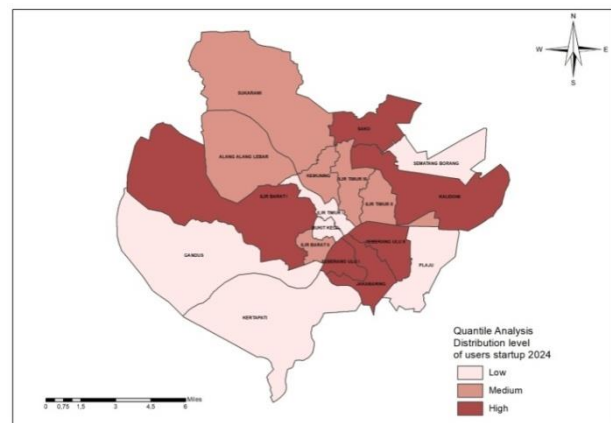 N
W E
S
SUKARAMI
SAKO
ALANG ALANG LEBAR
SEMATANG BORANG
KEMUNING
ILIR TIMUR III
KALIDONI
ILIR BARAT I
ILIR TIMUR II
ILIR TIMUR
BUKIT KECIL
ILIR BARAT II
SEBERANG ULU II
GANDUS
SEBERANG ULU I
PLAJU
JAKABARING
KERTAPATI
Quantile Analysis
Distribution level
of users startup 2024
Low
Medium
High
Miles
0 0,75 1,5 3 4,5 6